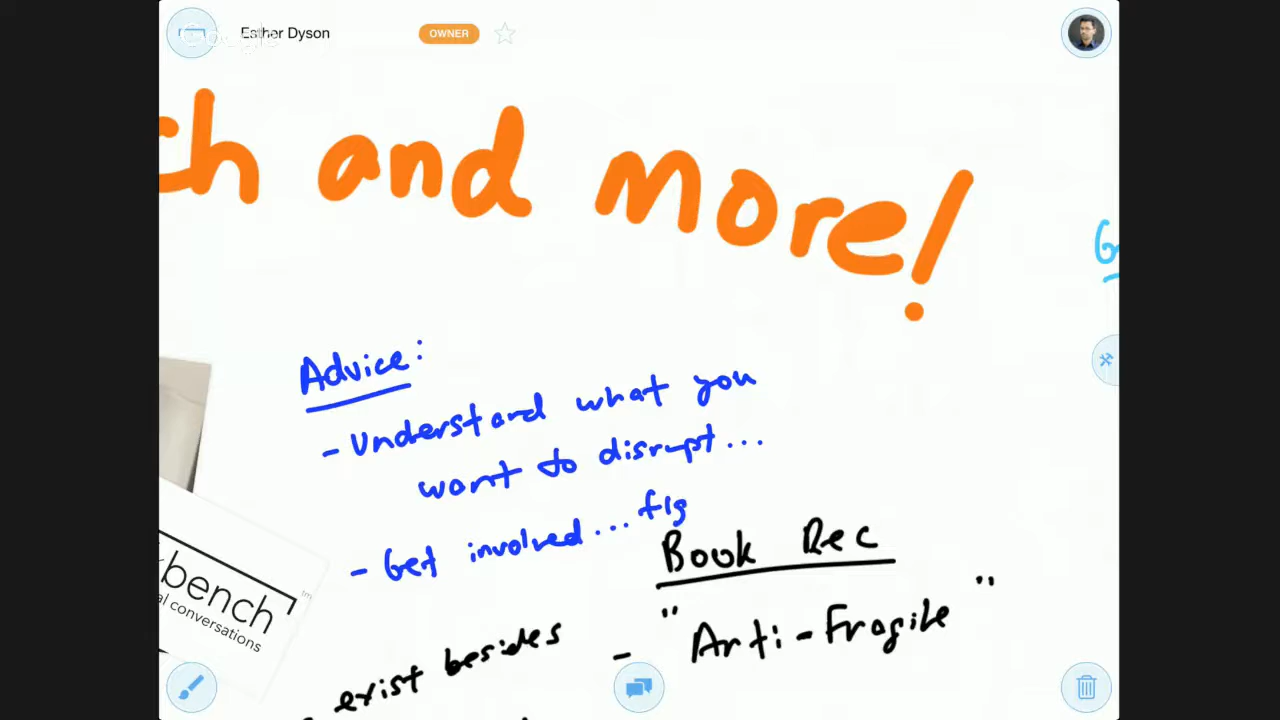 Google
Esther Dyson
OWNER
ch and more!
Advice:
- Understand what you
want to disrupt...
- Get involved... fig
Book Rec
- "Anti-Fragile"
exist besides
bench
al conversations